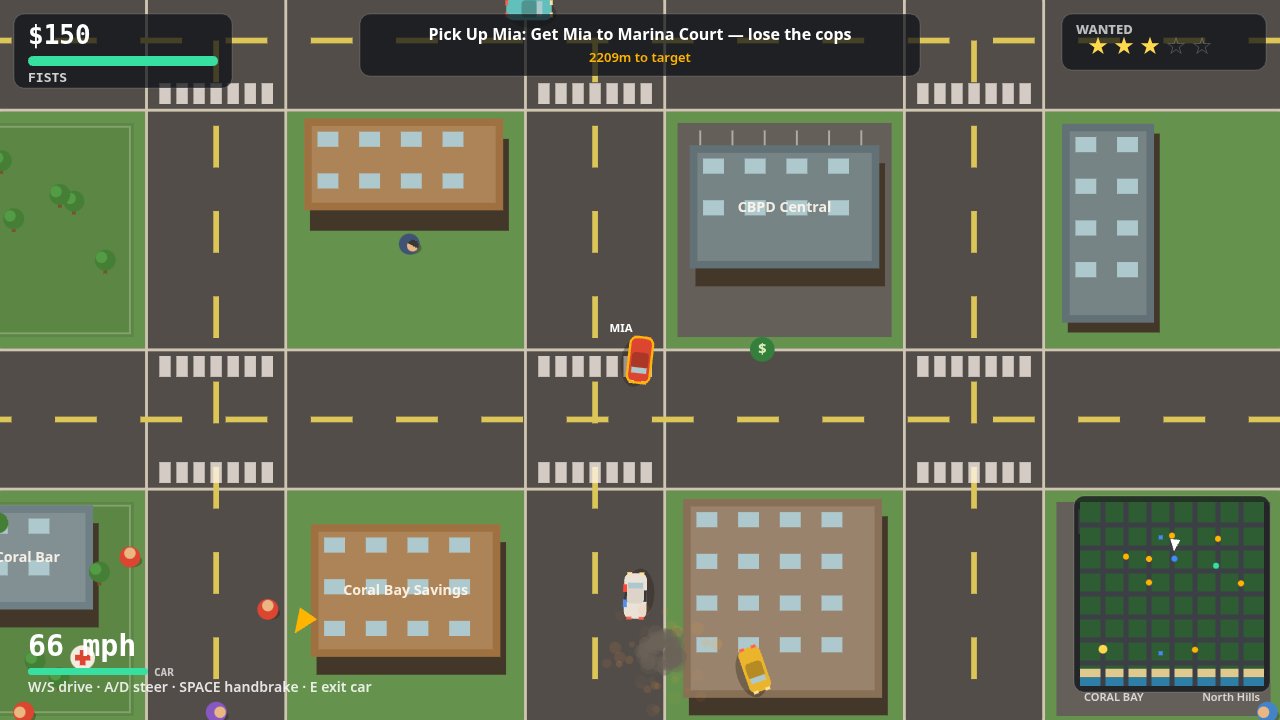 $150
FISTS
Pick Up Mia: Get Mia to Marina Court — lose the cops
2209m to target
WANTED
CBPD Central
MIA
$
Coral Bar
Coral Bay Savings
66 mph
CAR
W/S drive · A/D steer · SPACE handbrake · E exit car
CORAL BAY
North Hills